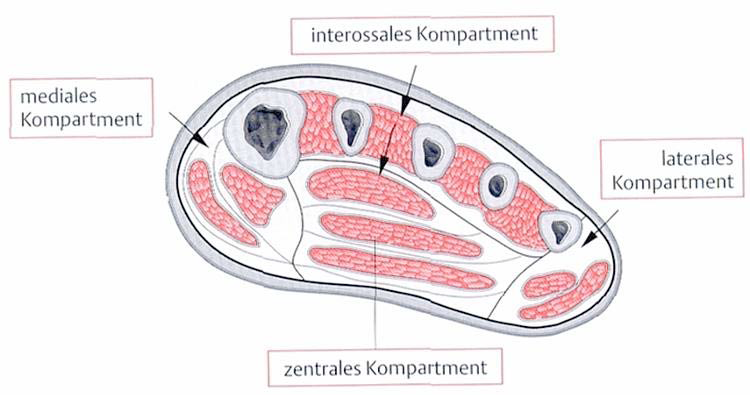 interossales Kompartment
mediales
Kompartment
laterales
Kompartment
zentrales Kompartment